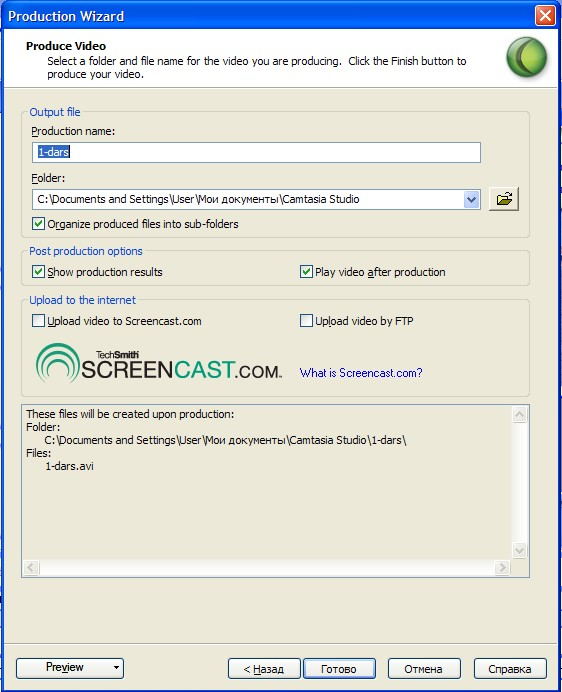 Production Wizard
Produce Video
Select a folder and file name for the video you are producing. Click the Finish button to
produce your video.
Output file
Production name:
1-dars
Folder:
C:\Documents and Settings\User\Мои документы\Camtasia Studio
Organize produced files into sub-folders
Post production options
Show production results
Play video after production
Upload to the internet
Upload video to Screencast.com
Upload video by FTP
TechSmith
SCREENCAST.COM
What is Screencast.com?
These files will be created upon production:
Folder:
C:\Documents and Settings\User\Мои документы\Camtasia Studio\1-dars\
Files:
1-dars.avi
Preview
< Назад
Готово
Отмена
Справка